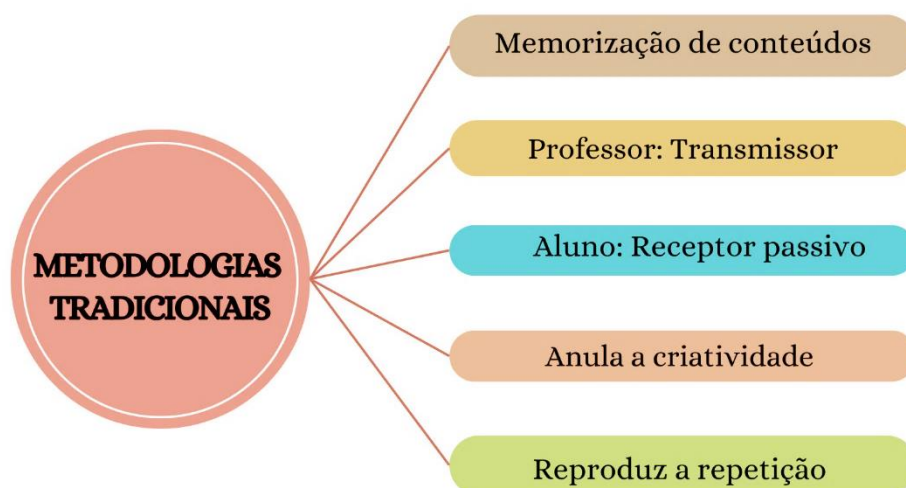 METODOLOGIAS
TRADICIONAIS
Memorização de conteúdos
Professor: Transmissor
Aluno: Receptor passivo
Anula a criatividade
Reproduz a repetição